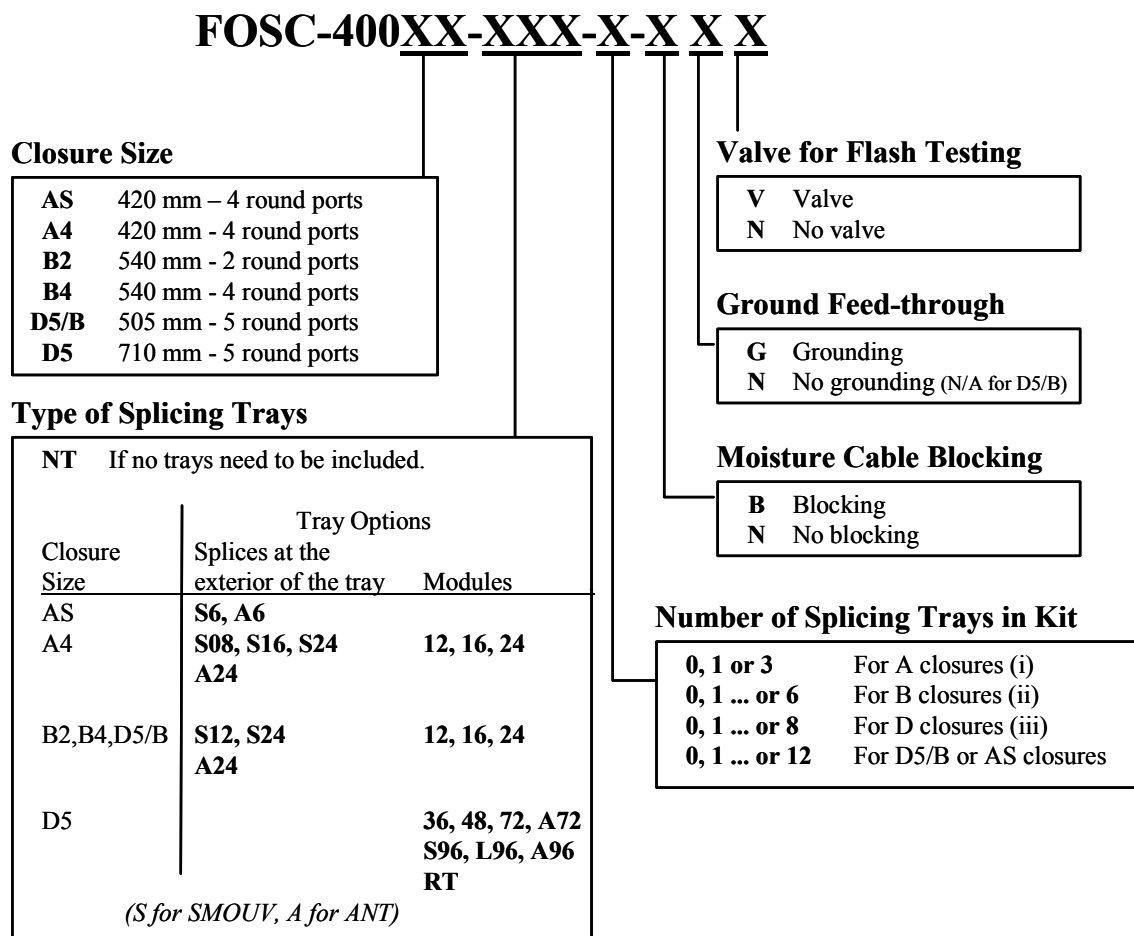 FOSC-400XX-XXX-X-X X X
Closure Size
AS 420 mm – 4 round ports
A4 420 mm - 4 round ports
B2 540 mm - 2 round ports
B4 540 mm - 4 round ports
D5/B 505 mm - 5 round ports
D5 710 mm - 5 round ports
Type of Splicing Trays
NT If no trays need to be included.
Tray Options
Closure Splices at the
Size exterior of the tray Modules
AS S6, A6
A4 S08, S16, S24 12, 16, 24
A24
B2,B4,D5/B S12, S24 12, 16, 24
A24
D5 36, 48, 72, A72
S96, L96, A96
RT
(S for SMOUV, A for ANT)
Valve for Flash Testing
V Valve
N No valve
Ground Feed-through
G Grounding
N No grounding (N/A for D5/B)
Moisture Cable Blocking
B Blocking
N No blocking
Number of Splicing Trays in Kit
0, 1 or 3 For A closures (i)
0, 1 ... or 6 For B closures (ii)
0, 1 ... or 8 For D closures (iii)
0, 1 ... or 12 For D5/B or AS closures